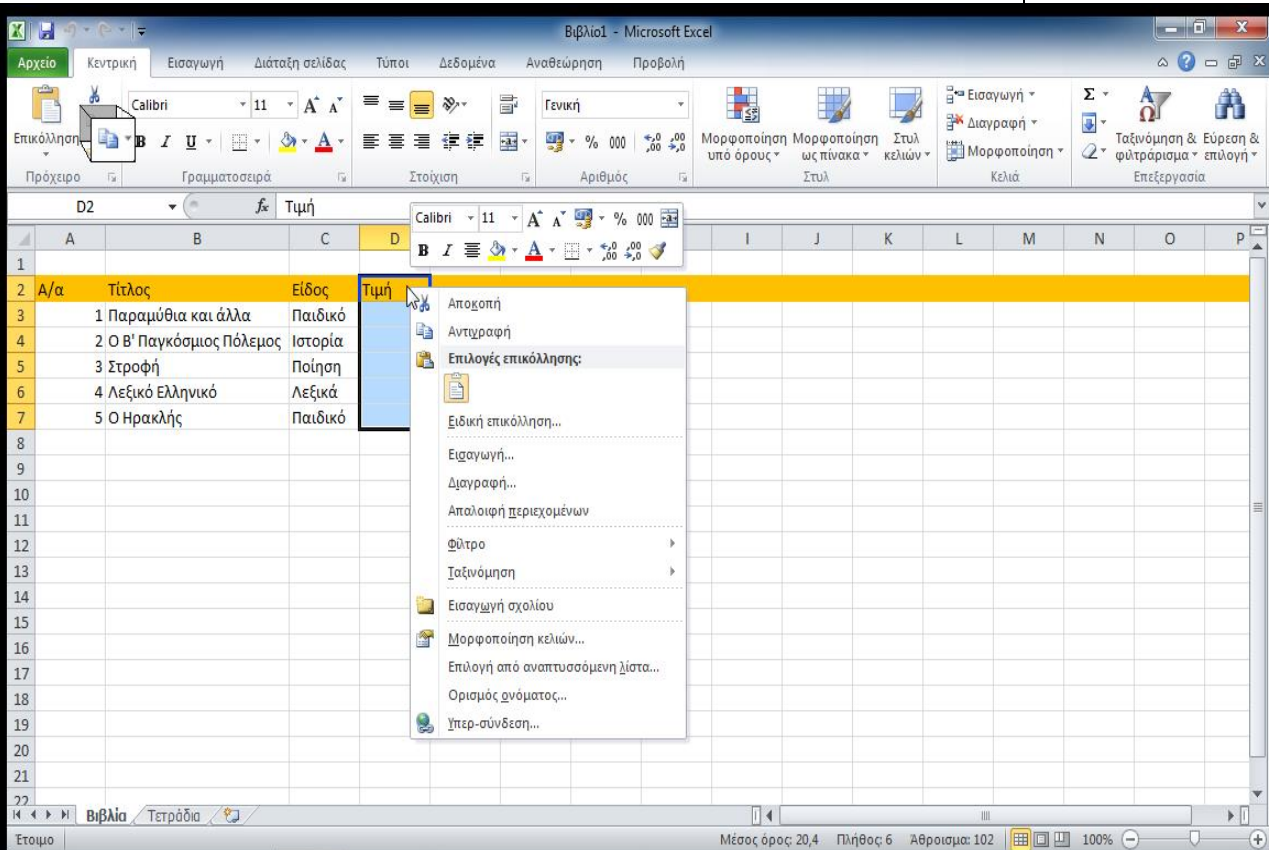 Βιβλίο1 - Microsoft Excel
Αρχείο Κεντρική Εισαγωγή Διάταξη σελίδας Τύποι Δεδομένα Αναθεώρηση Προβολή
Επικόλληση
Calibri 11
B I U A
Γενική
% 000
Μορφοποίηση υπό όρους
Μορφοποίηση ως πίνακα
Στυλ κελιών
Εισαγωγή
Διαγραφή
Μορφοποίηση
Σ
Ταξινόμηση & φιλτράρισμα
Εύρεση & επιλογή
Πρόχειρο Γραμματοσειρά Στοίχιση Αριθμός Στυλ Κελιά Επεξεργασία
D2 fx Τιμή
Calibri 11 A A % 000
B I A
A B C D I J K L M N O P
1
2 Α/α Τίτλος Είδος Τιμή
3 1 Παραμύθια και άλλα Παιδικό
4 2 Ο Β' Παγκόσμιος Πόλεμος Ιστορία
5 3 Στροφή Ποίηση
6 4 Λεξικό Ελληνικό Λεξικά
7 5 Ο Ηρακλής Παιδικό
8
9
10
11
12
13
14
15
16
17
18
19
20
21
22
Αποκοπή
Αντιγραφή
Επιλογές επικόλλησης:
Ειδική επικόλληση...
Εισαγωγή...
Διαγραφή...
Απαλοιφή περιεχομένων
Φίλτρο
Ταξινόμηση
Εισαγωγή σχολίου
Μορφοποίηση κελιών...
Επιλογή από αναπτυσσόμενη λίστα...
Ορισμός ονόματος...
Υπερ-σύνδεση...
Βιβλία Τετράδια
Έτοιμο Μέσος όρος: 20,4 Πλήθος: 6 Άθροισμα: 102 100%